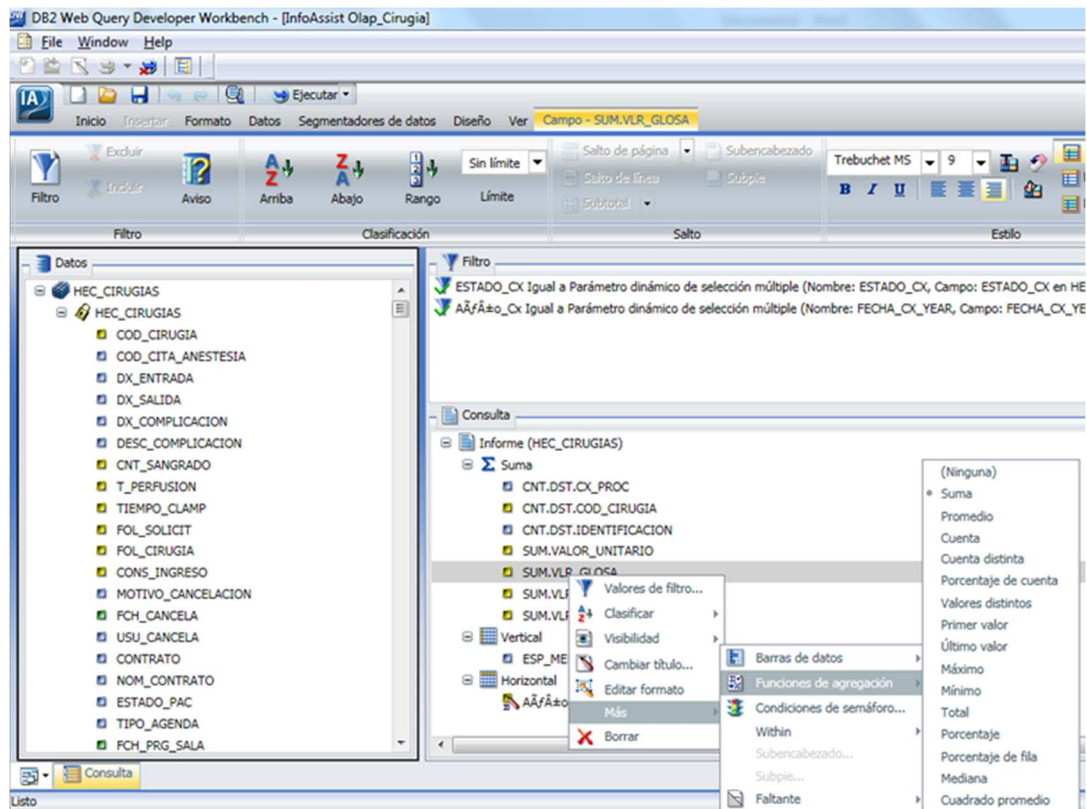 DB2 Web Query Developer Workbench - [InfoAssist Olap_Cirugia]
File Window Help
Ejecutar
Inicio Insertar Formato Datos Segmentadores de datos Diseño Ver Campo - SUM.VLR_GLOSA
Filtro
Excluir
Incluir
Aviso
Arriba
Abajo
Rango
Sin límite
Límite
Salto de página
Salto de línea
Subtotal
Subencabezado
Subpie
Trebuchet MS 9
B I U
Filtro Clasificación Salto Estilo
Datos
HEC_CIRUGIAS
HEC_CIRUGIAS
COD_CIRUGIA
COD_CITA_ANESTESIA
DX_ENTRADA
DX_SALIDA
DX_COMPLICACION
DESC_COMPLICACION
CNT_SANGRADO
T_PERFUSION
TIEMPO_CLAMP
FOL_SOLICIT
FOL_CIRUGIA
CONS_INGRESO
MOTIVO_CANCELACION
FCH_CANCELA
USU_CANCELA
CONTRATO
NOM_CONTRATO
ESTADO_PAC
TIPO_AGENDA
FCH_PRG_SALA
Filtro
ESTADO_CX Igual a Parámetro dinámico de selección múltiple (Nombre: ESTADO_CX, Campo: ESTADO_CX en HE
AÃƒÂ±o_Cx Igual a Parámetro dinámico de selección múltiple (Nombre: FECHA_CX_YEAR, Campo: FECHA_CX_YE
Consulta
Informe (HEC_CIRUGIAS)
Suma
CNT.DST.CX_PROC
CNT.DST.COD_CIRUGIA
CNT.DST.IDENTIFICACION
SUM.VALOR_UNITARIO
SUM.VLR_GLOSA
SUM.VLF
SUM.VLF
Vertical
ESP_ME
Horizontal
AÃƒÂ±o
Valores de filtro...
Clasificar
Visibilidad
Cambiar título...
Editar formato
Más
Borrar
Barras de datos
Funciones de agregación
Condiciones de semáforo...
Within
Subencabezado...
Subpie...
Faltante
(Ninguna)
Suma
Promedio
Cuenta
Cuenta distinta
Porcentaje de cuenta
Valores distintos
Primer valor
Último valor
Máximo
Mínimo
Total
Porcentaje
Porcentaje de fila
Mediana
Cuadrado promedio
Consulta
Listo